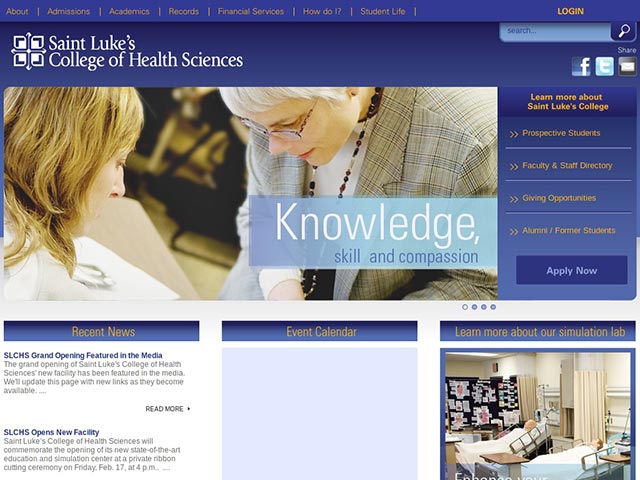 About | Admissions | Academics | Records | Financial Services | How do I? | Student Life | LOGIN
search...
Saint Luke's
College of Health Sciences
Share
Learn more about
Saint Luke's College
>> Prospective Students
>> Faculty & Staff Directory
>> Giving Opportunities
>> Alumni / Former Students
Apply Now
Knowledge,
skill and compassion
Recent News
SLCHS Grand Opening Featured in the Media
The grand opening of Saint Luke's College of Health
Sciences' new facility has been featured in the media.
We'll update this page with new links as they become
available. ....
READ MORE
SLCHS Opens New Facility
Saint Luke's College of Health Sciences will
commemorate the opening of its new state-of-the-art
education and simulation center at a private ribbon
cutting ceremony on Friday, Feb. 17, at 4 p.m.. ....
Event Calendar
Learn more about our simulation lab
Enhance your